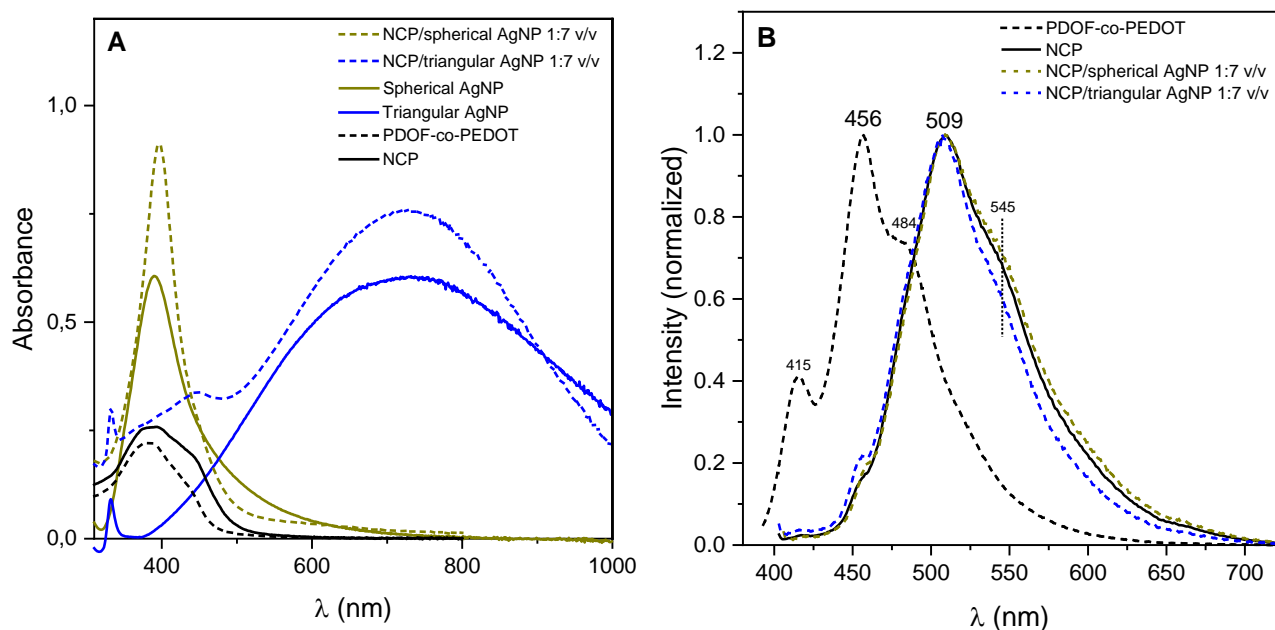 A
NCP/spherical AgNP 1:7 v/v
NCP/triangular AgNP 1:7 v/v
Spherical AgNP
Triangular AgNP
PDOF-co-PEDOT
NCP
1,0
0,5
0,0
Absorbance
400
600
800
1000
λ (nm)
B
PDOF-co-PEDOT
NCP
NCP/spherical AgNP 1:7 v/v
NCP/triangular AgNP 1:7 v/v
456
509
484
545
415
1.2
1.0
0.8
0.6
0.4
0.2
0.0
Intensity (normalized)
400
450
500
550
600
650
700
λ (nm)